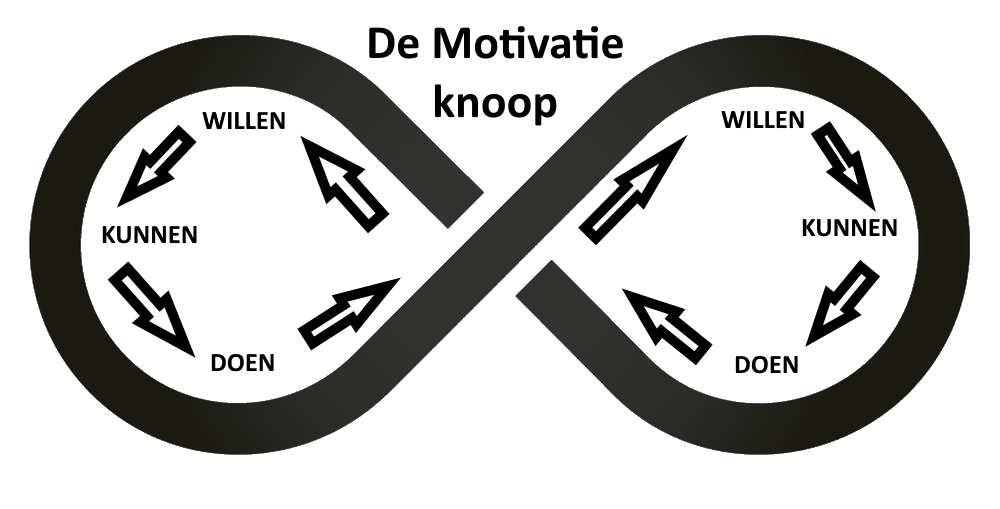 De Motivatie
knoop
WILLEN
KUNNEN
DOEN
WILLEN
KUNNEN
DOEN